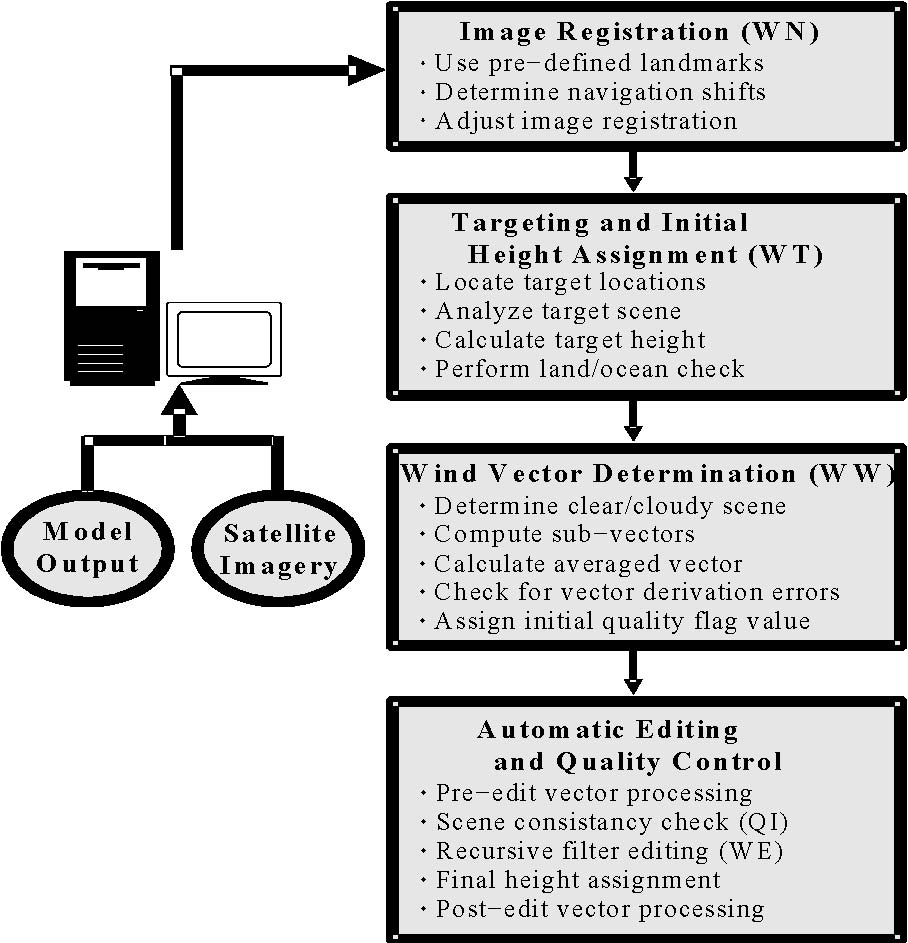 Image Registration (WN)
· Use pre-defined landmarks
· Determine navigation shifts
· Adjust image registration
Targeting and Initial
Height Assignment (WT)
· Locate target locations
· Analyze target scene
· Calculate target height
· Perform land/ocean check
Wind Vector Determination (WW)
· Determine clear/cloudy scene
· Compute sub-vectors
· Calculate averaged vector
· Check for vector derivation errors
· Assign initial quality flag value
Automatic Editing
and Quality Control
· Pre-edit vector processing
· Scene consistancy check (QI)
· Recursive filter editing (WE)
· Final height assignment
· Post-edit vector processing
Model
Output
Satellite
Imagery